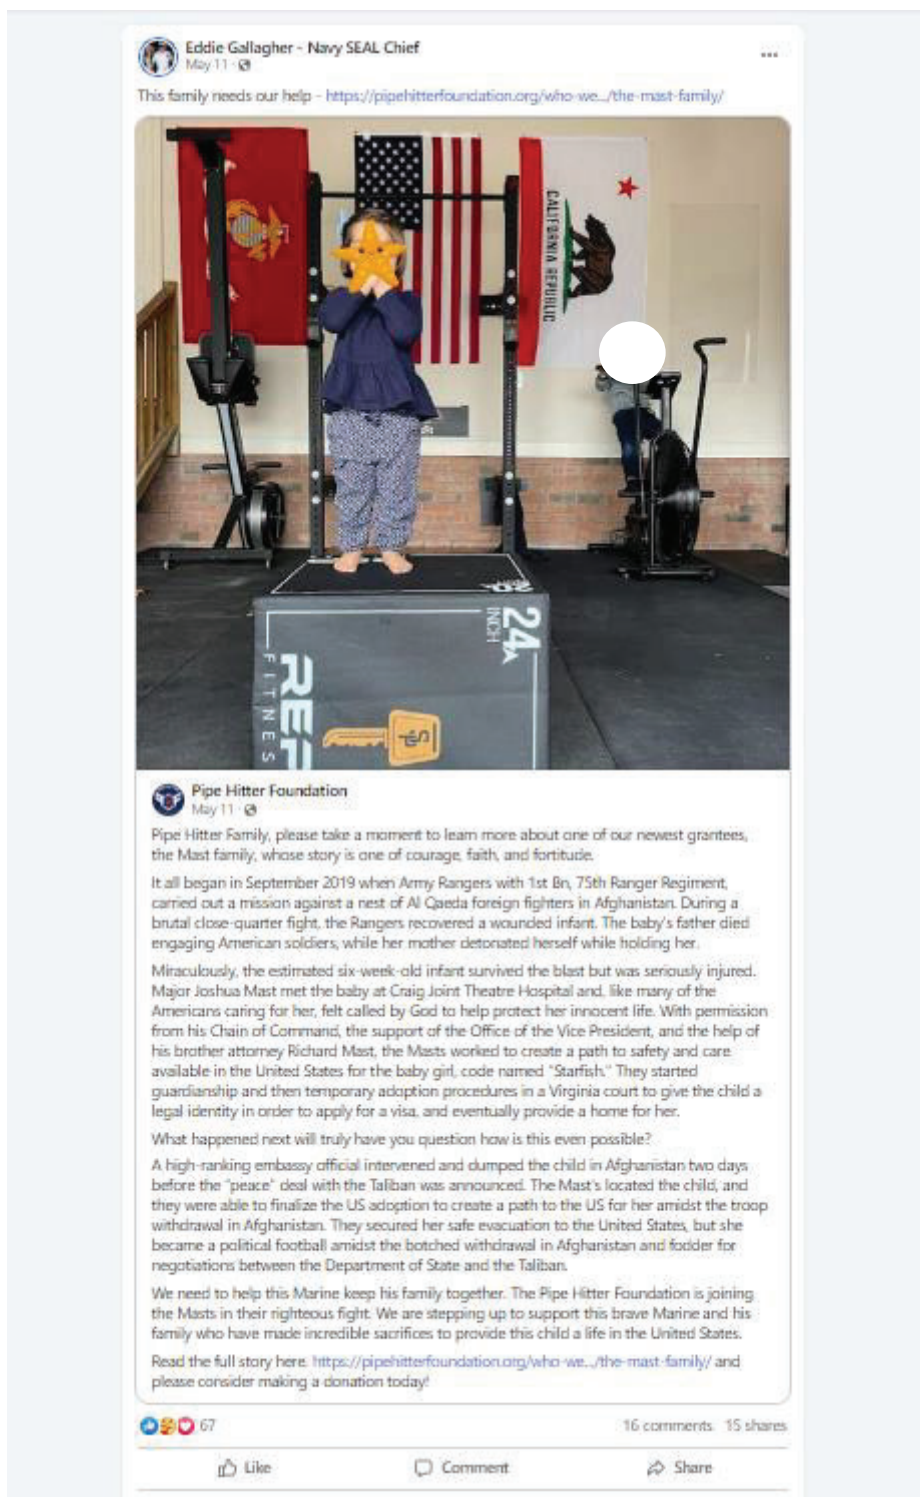 Eddie Gallagher - Navy SEAL Chief
May 11 ·
This family needs our help - https://pipehitterfoundation.org/who-we.../the-mast-family/
CALIFORNIA REPUBLIC
24
INCH
REP
FITNES
Pipe Hitter Foundation
May 11 ·
Pipe Hitter Family, please take a moment to learn more about one of our newest grantees,
the Mast family, whose story is one of courage, faith, and fortitude.
It all began in September 2019 when Army Rangers with 1st Bn, 75th Ranger Regiment,
carried out a mission against a nest of Al Qaeda foreign fighters in Afghanistan. During a
brutal close-quarter fight, the Rangers recovered a wounded infant. The baby's father died
engaging American soldiers, while her mother detonated herself while holding her.
Miraculously, the estimated six-week-old infant survived the blast but was seriously injured.
Major Joshua Mast met the baby at Craig Joint Theatre Hospital and, like many of the
Americans caring for her, felt called by God to help protect her innocent life. With permission
from his Chain of Command, the support of the Office of the Vice President, and the help of
his brother attorney Richard Mast, the Masts worked to create a path to safety and care
available in the United States for the baby girl, code named "Starfish." They started
guardianship and then temporary adoption procedures in a Virginia court to give the child a
legal identity in order to apply for a visa, and eventually provide a home for her.
What happened next will truly have you question how is this even possible?
A high-ranking embassy official intervened and dumped the child in Afghanistan two days
before the "peace" deal with the Taliban was announced. The Mast's located the child, and
they were able to finalize the US adoption to create a path to the US for her amidst the troop
withdrawal in Afghanistan. They secured her safe evacuation to the United States, but she
became a political football amidst the botched withdrawal in Afghanistan and fodder for
negotiations between the Department of State and the Taliban.
We need to help this Marine keep his family together. The Pipe Hitter Foundation is joining
the Masts in their righteous fight. We are stepping up to support this brave Marine and his
family who have made incredible sacrifices to provide this child a life in the United States.
Read the full story here. https://pipehitterfoundation.org/who-we.../the-mast-family/ and
please consider making a donation today!
67
16 comments 15 shares
Like Comment Share